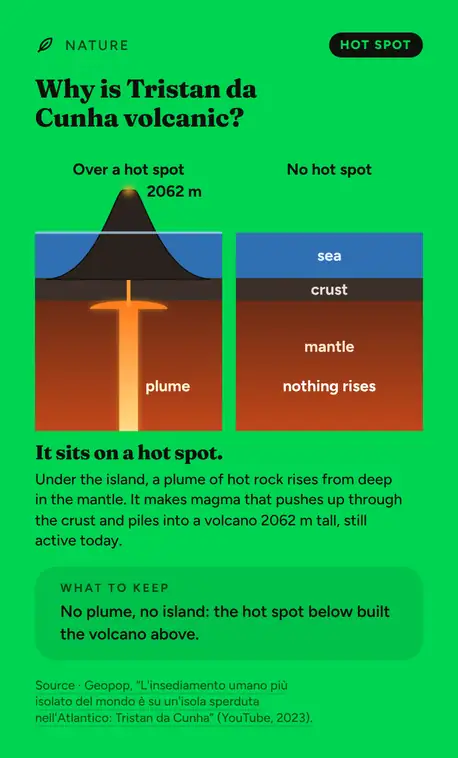 NATURE
HOT SPOT
Why is Tristan da
Cunha volcanic?
Over a hot spot
No hot spot
2062 m
sea
crust
mantle
plume
nothing rises
It sits on a hot spot.
Under the island, a plume of hot rock rises from deep
in the mantle. It makes magma that pushes up through
the crust and piles into a volcano 2062 m tall, still
active today.
WHAT TO KEEP
No plume, no island: the hot spot below built
the volcano above.
Source · Geopop, "L'insediamento umano più
isolato del mondo è su un'isola sperduta
nell'Atlantico: Tristan da Cunha" (YouTube, 2023).